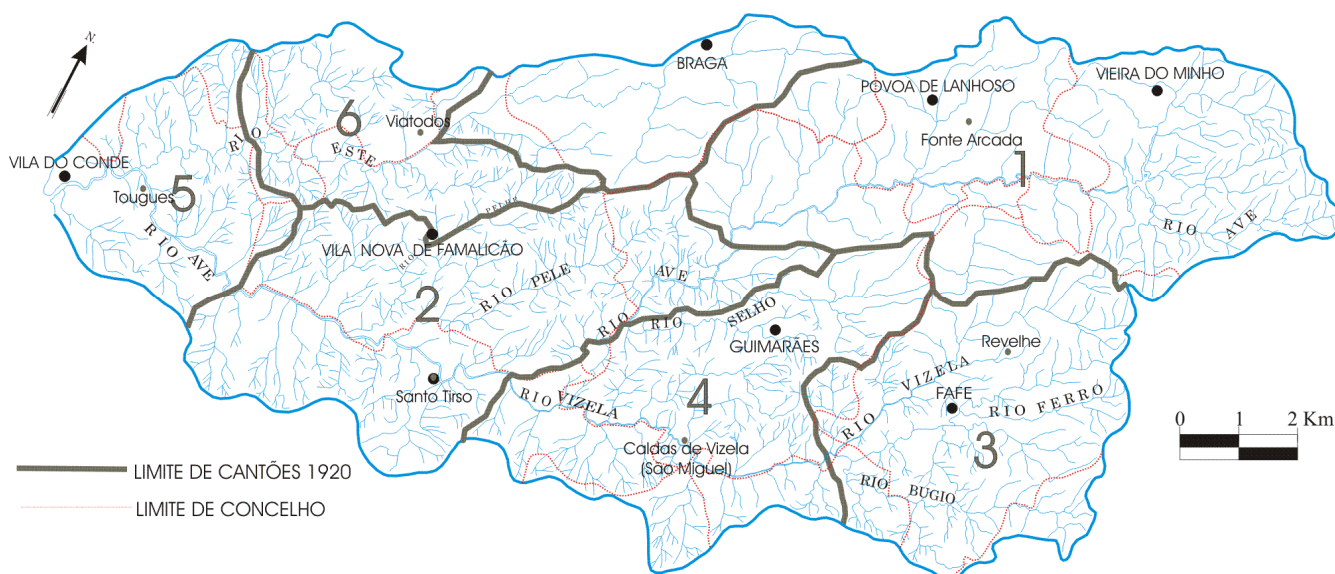 N.
BRAGA
POVOA DE LANHOSO
VIEIRA DO MINHO
6
Viatodos
Fonte Arcada
RIO
ESTE
VILA DO CONDE
5
Tougues
1
PELHE
RIO AVE
RIO AVE
VILA NOVA DE FAMALICÃO
RIO
2
RIO PELE
RIO AVE
RIO SELHO
GUIMARÃES
Revelhe
RIO VIZELA
Santo Tirso
RIO VIZELA
4
FAFE
RIO FERRO
3
Caldas de Vizela
(São Miguel)
RIO BUGIO
0 1 2 Km
LIMITE DE CANTÕES 1920
LIMITE DE CONCELHO